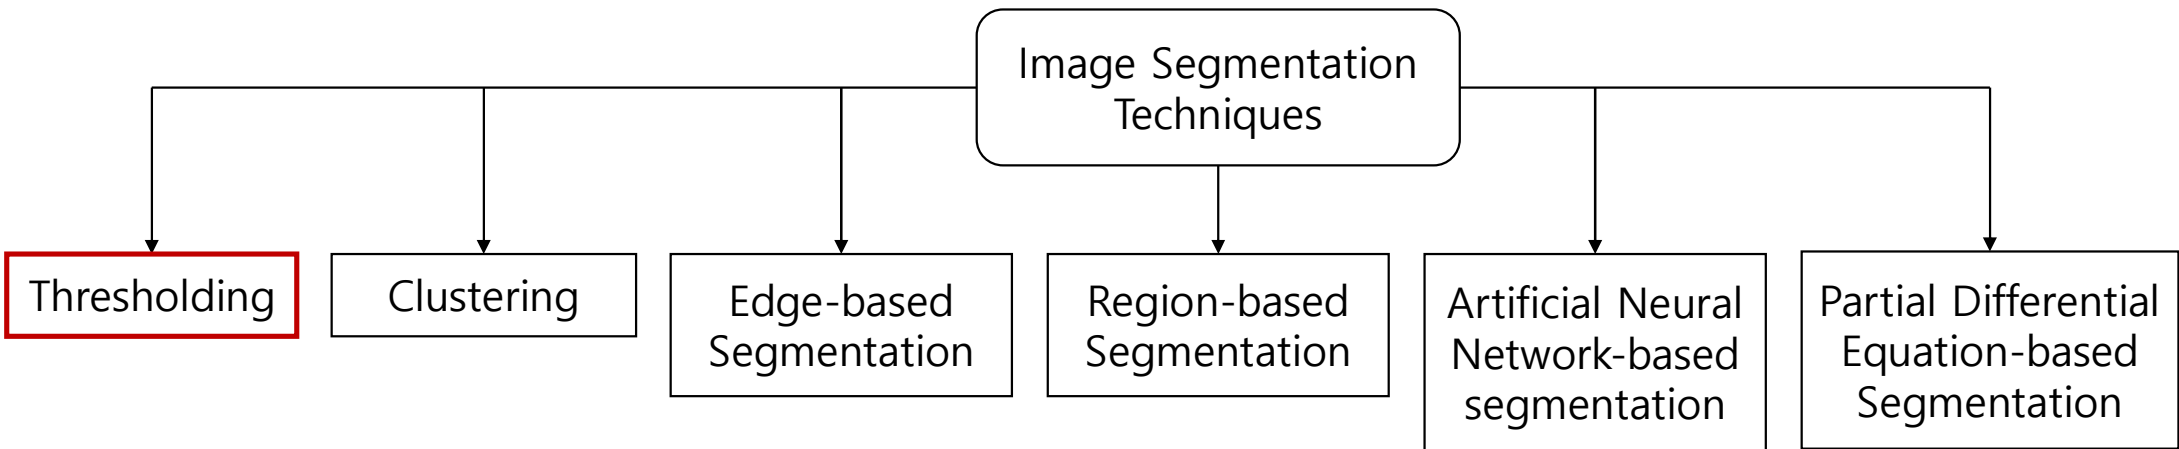 Image Segmentation
Techniques
Thresholding
Clustering
Edge-based
Segmentation
Region-based
Segmentation
Artificial Neural
Network-based
segmentation
Partial Differential
Equation-based
Segmentation